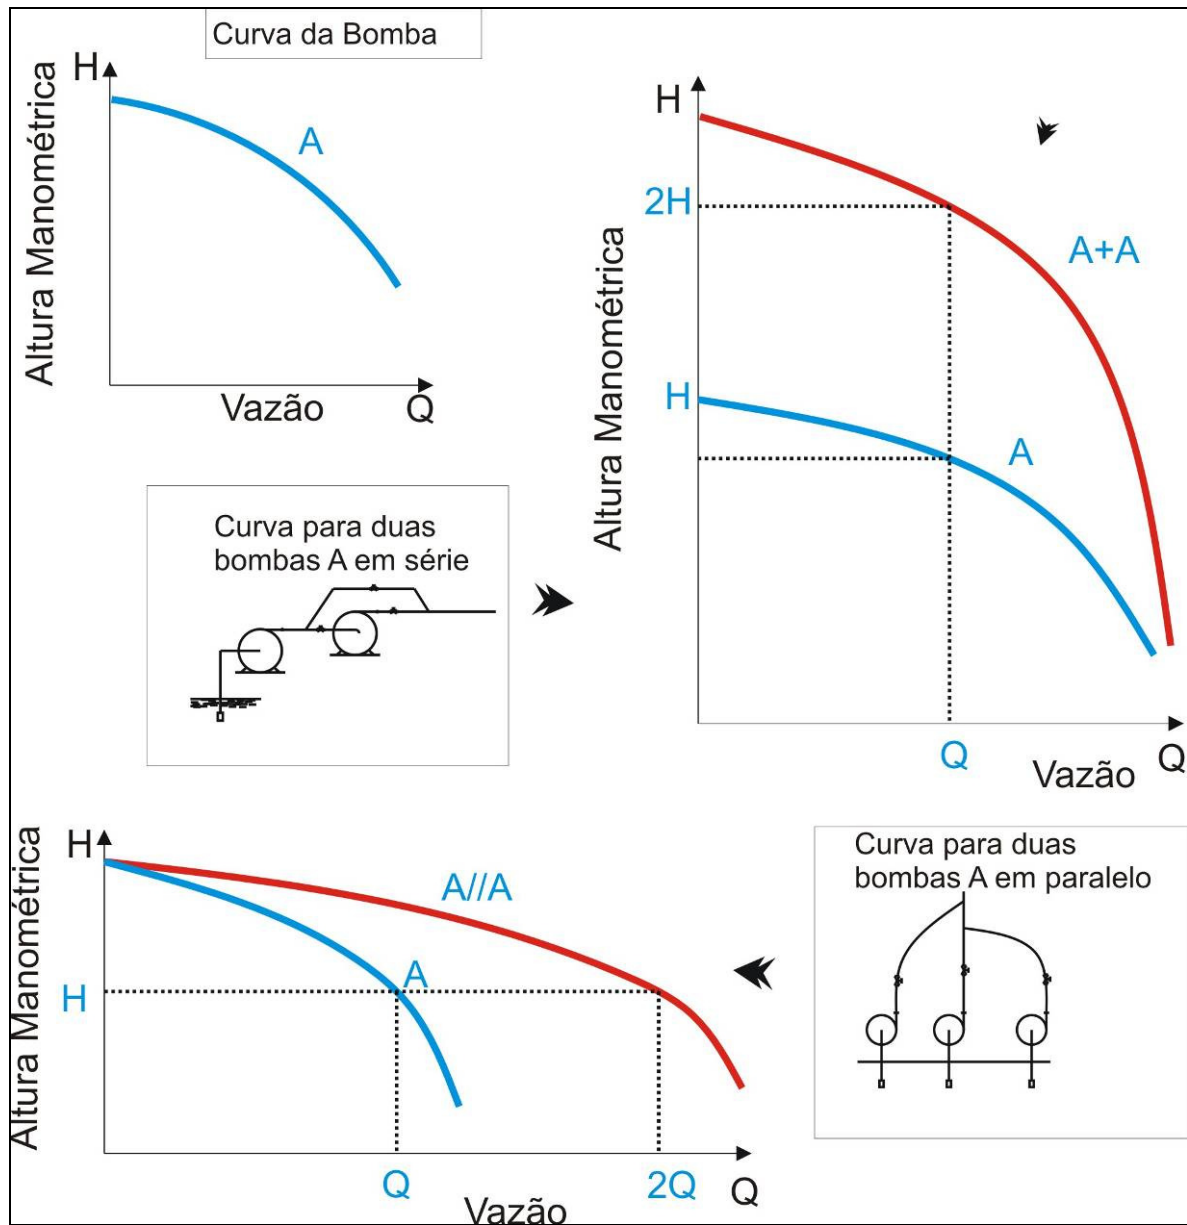 Curva da Bomba
H
Altura Manométrica
A
Vazão
Q
H
2H
Altura Manométrica
A+A
H
A
Q
Vazão
Q
Curva para duas
bombas A em série
H
Altura Manométrica
A//A
A
H
Q
2Q
Q
Vazão
Curva para duas
bombas A em paralelo